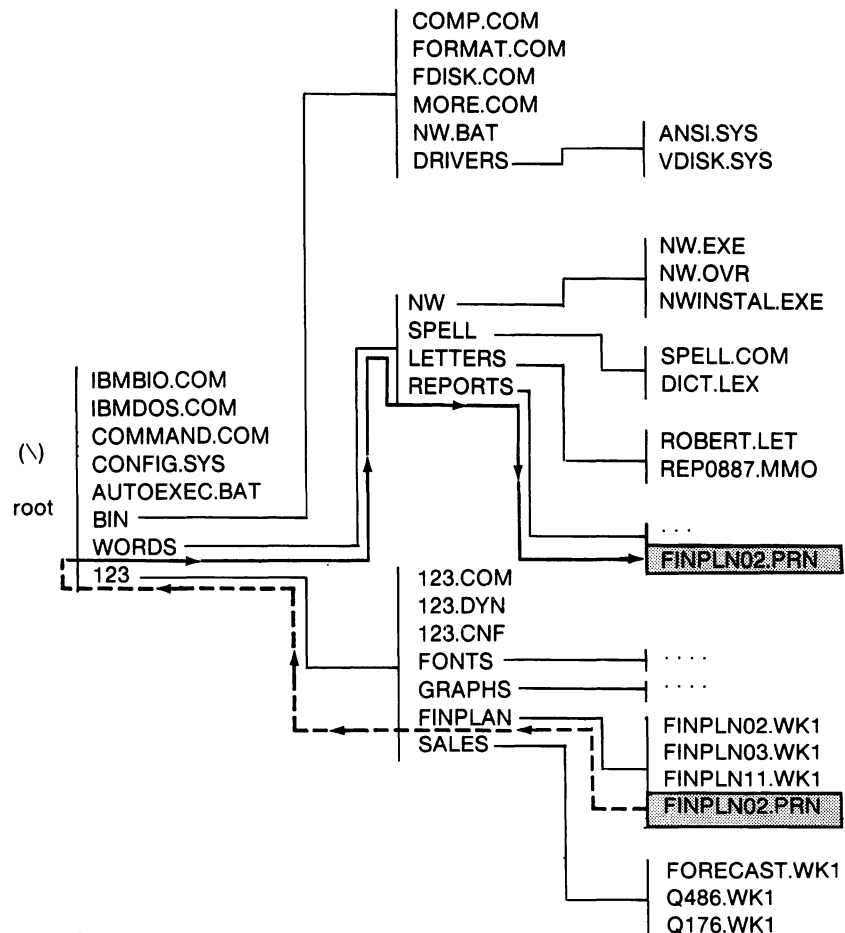 COMP.COM
FORMAT.COM
FDISK.COM
MORE.COM
NW.BAT
DRIVERS
ANSI.SYS
VDISK.SYS
NW.EXE
NW.OVR
NWINSTAL.EXE
NW
SPELL
LETTERS
REPORTS
SPELL.COM
DICT.LEX
ROBERT.LET
REP0887.MMO
. . .
FINPLN02.PRN
(\)
root
IBMBIO.COM
IBMDOS.COM
COMMAND.COM
CONFIG.SYS
AUTOEXEC.BAT
BIN
WORDS
123
123.COM
123.DYN
123.CNF
FONTS
GRAPHS
FINPLAN
SALES
. . . .
. . . .
FINPLN02.WK1
FINPLN03.WK1
FINPLN11.WK1
FINPLN02.PRN
FORECAST.WK1
Q486.WK1
Q176.WK1